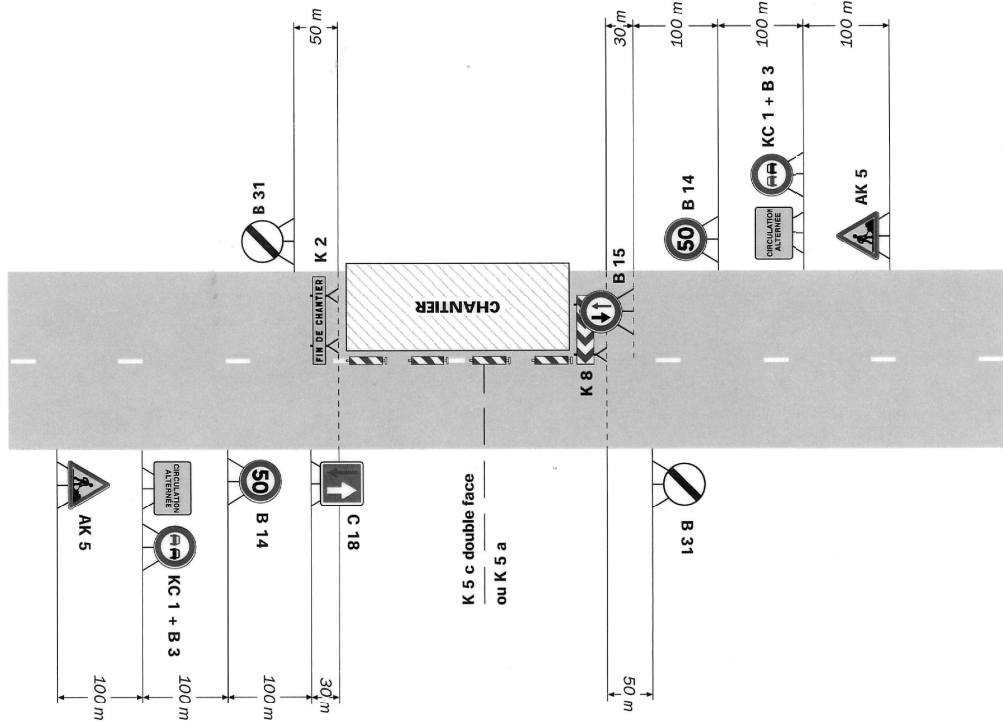 50 m
30 m
100 m
100 m
100 m
B 31
K 2
FIN DE CHANTIER
CHANTIER
B 15
K 8
B 14
50
KC 1 + B 3
CIRCULATION
ALTERNÉE
AK 5
AK 5
CIRCULATION
ALTERNÉE
KC 1 + B 3
50
B 14
C 18
K 5 c double face
ou K 5 a
B 31
100 m
100 m
100 m
30 m
50 m